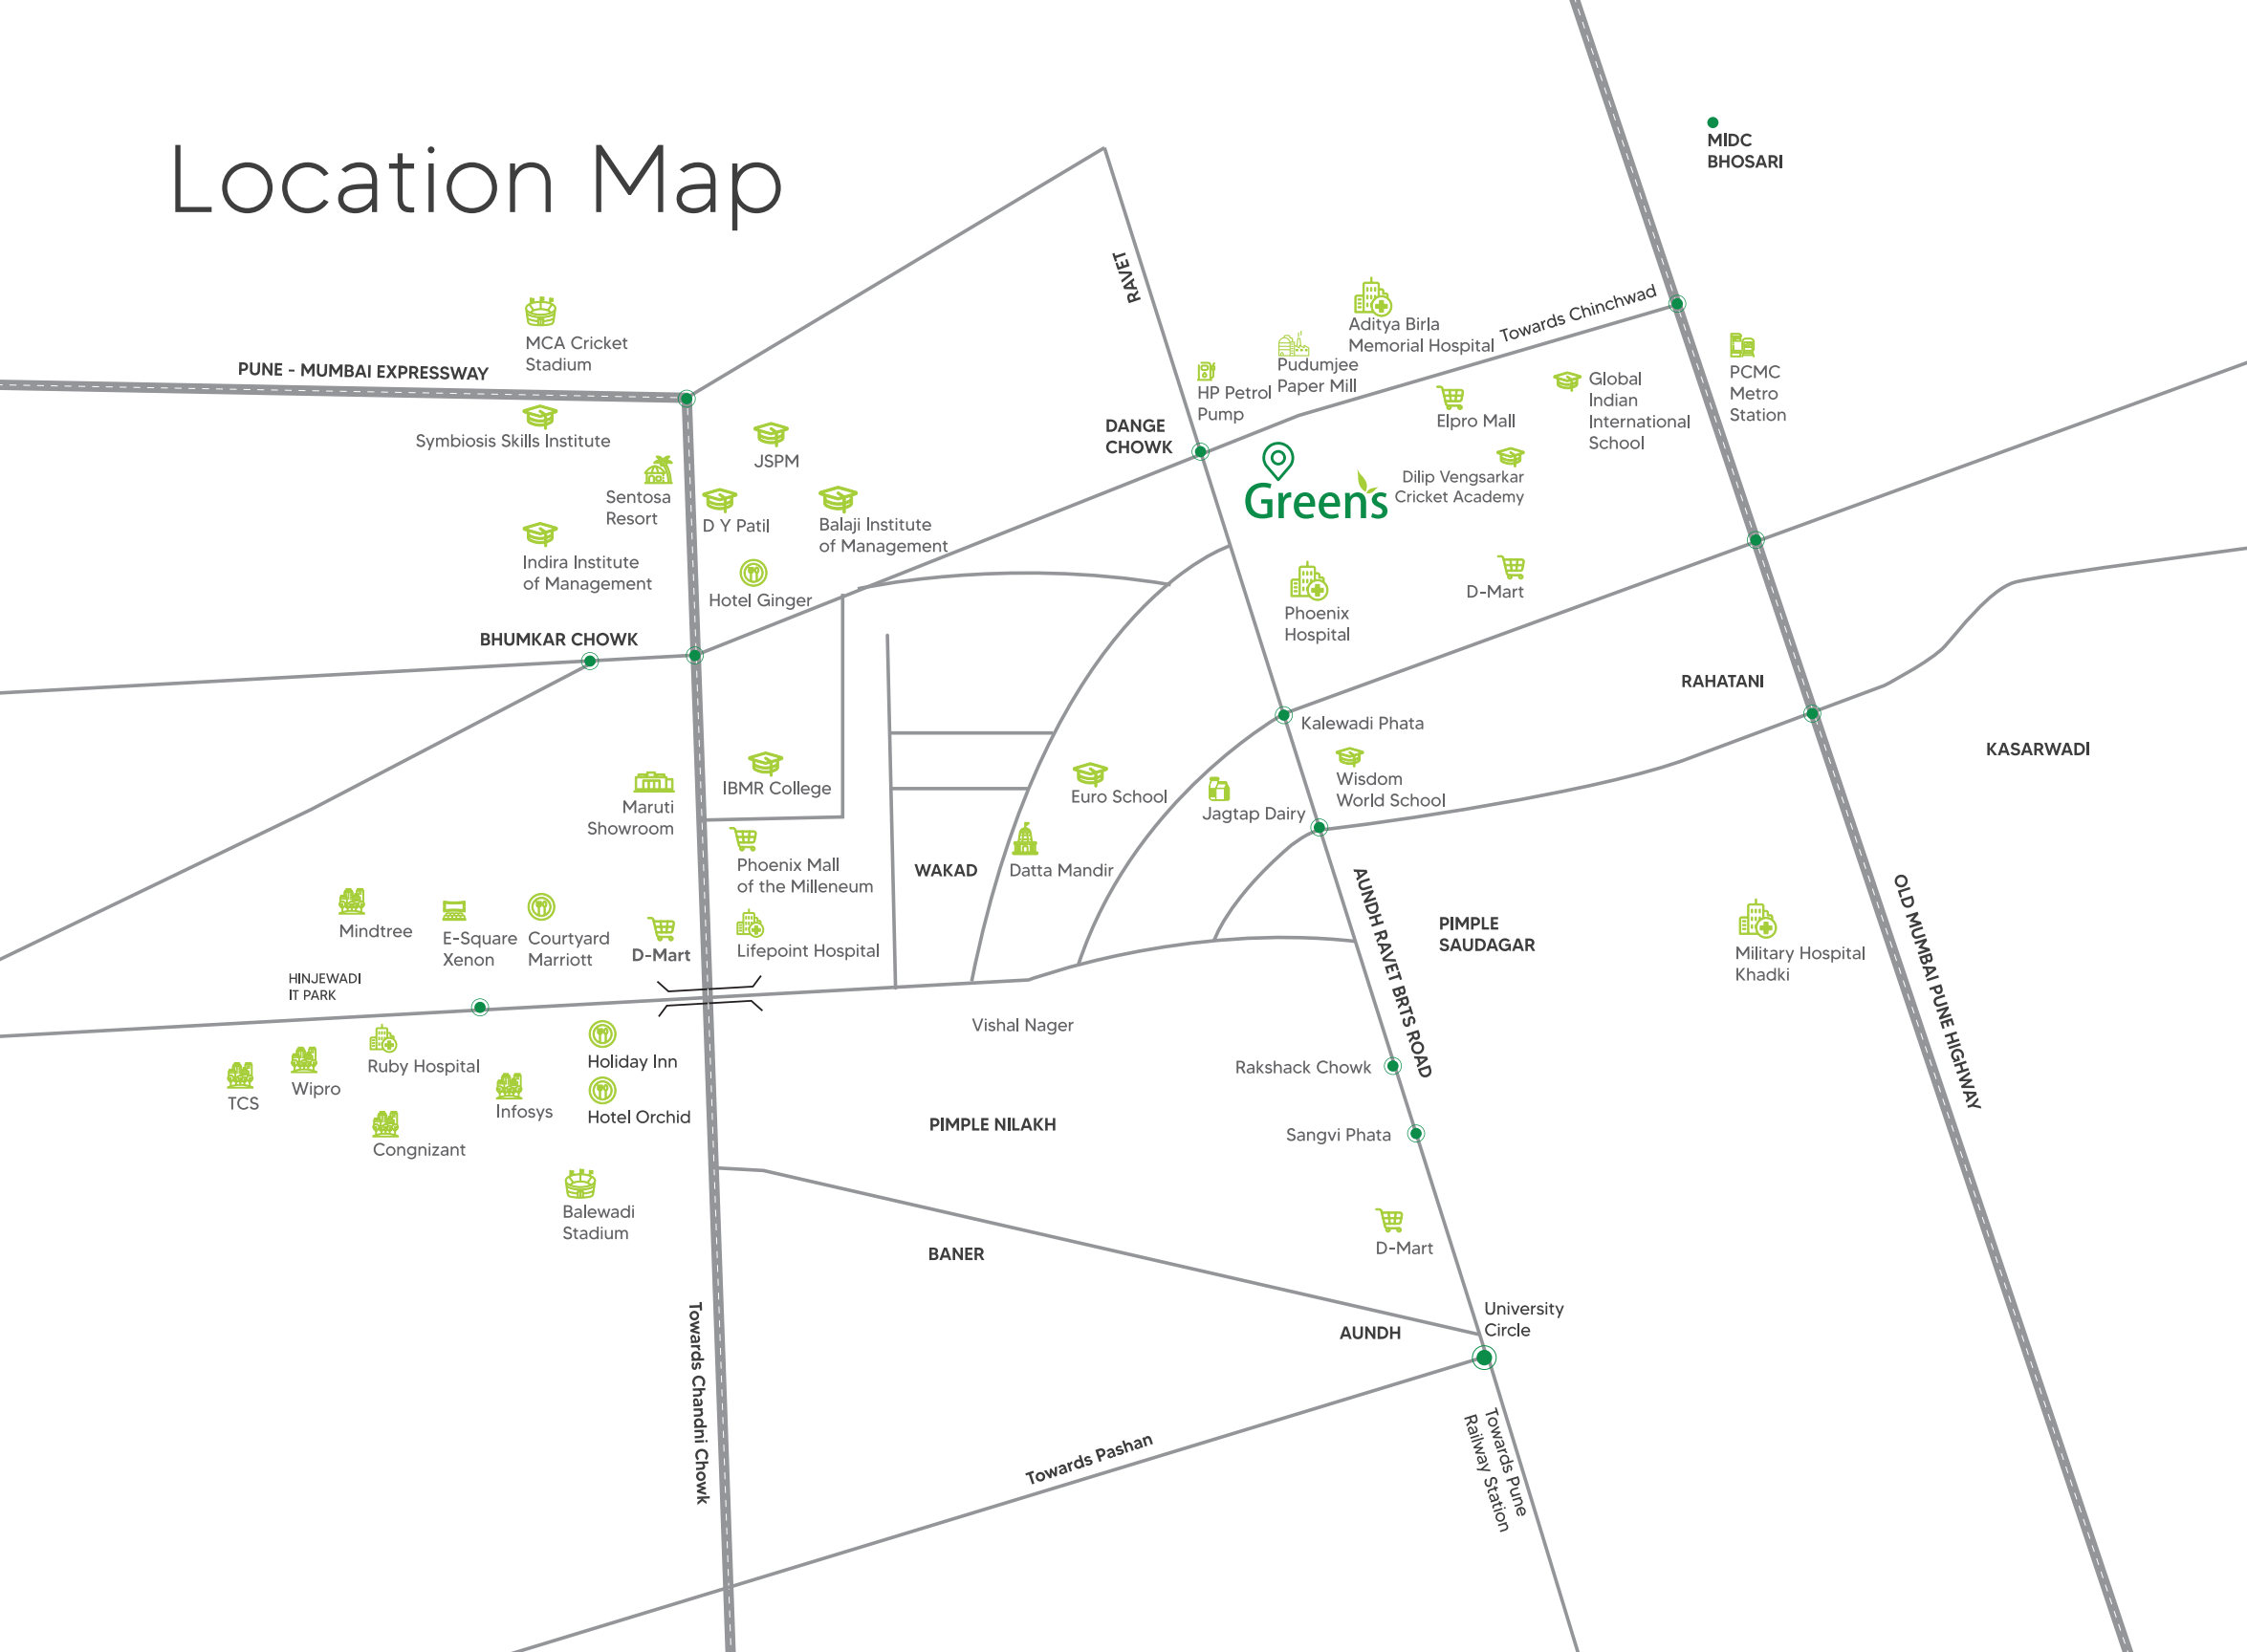 Location Map
MIDC
BHOSARI
RAVET
MCA Cricket
Stadium
PUNE - MUMBAI EXPRESSWAY
Aditya Birla
Memorial Hospital
Towards Chinchwad
Pudumjee
Paper Mill
HP Petrol
Pump
PCMC
Metro
Station
Global
Indian
International
School
Elpro Mall
DANGE
CHOWK
Symbiosis Skills Institute
JSPM
Sentosa
Resort
D Y Patil
Balaji Institute
of Management
Greens
Dilip Vengsarkar
Cricket Academy
Indira Institute
of Management
Hotel Ginger
D-Mart
Phoenix
Hospital
BHUMKAR CHOWK
RAHATANI
Kalewadi Phata
KASARWADI
Maruti
Showroom
IBMR College
Euro School
Jagtap Dairy
Wisdom
World School
Phoenix Mall
of the Milleneum
WAKAD
Datta Mandir
AUNDH RAVET BRTS ROAD
OLD MUMBAI PUNE HIGHWAY
Mindtree
E-Square
Xenon
Courtyard
Marriott
D-Mart
Lifepoint Hospital
PIMPLE
SAUDAGAR
Military Hospital
Khadki
HINJEWADI
IT PARK
Vishal Nager
Holiday Inn
Ruby Hospital
Wipro
TCS
Rakshack Chowk
Infosys
Hotel Orchid
PIMPLE NILAKH
Sangvi Phata
Congnizant
Balewadi
Stadium
BANER
D-Mart
University
Circle
AUNDH
Towards Chandni Chowk
Towards Pashan
Towards Pune
Railway Station